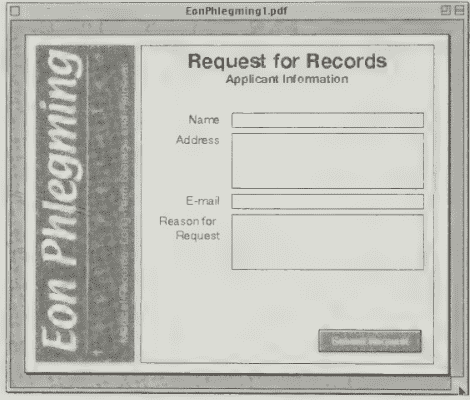 EonPhlegming1.pdf
Eon Phlegming
Request for Records
Applicant Information
Name
Address
E-mail
Reason for
Request